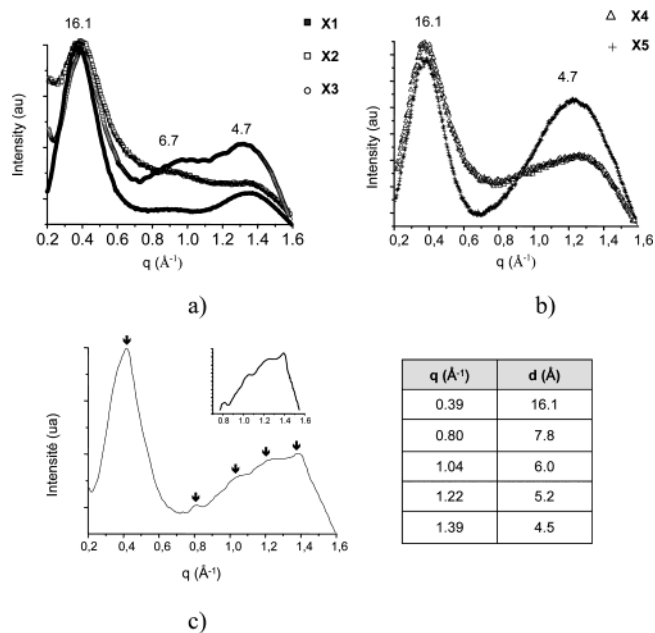 16.1
■ X1
□ X2
○ X3
6.7
4.7
Intensity (au)
0.2 0.4 0.6 0.8 1.0 1.2 1.4 1.6
q (Å⁻¹)
a)
16.1
△ X4
+ X5
4.7
Intensity (au)
0.2 0.4 0.6 0.8 1.0 1.2 1.4 1.6
q (Å⁻¹)
b)
0.8 1.0 1.2 1.4 1.6
Intensité (ua)
0,2 0,4 0,6 0,8 1,0 1,2 1,4 1,6
q (Å⁻¹)
c)
q (Å⁻¹) d (Å)
0.39 16.1
0.80 7.8
1.04 6.0
1.22 5.2
1.39 4.5